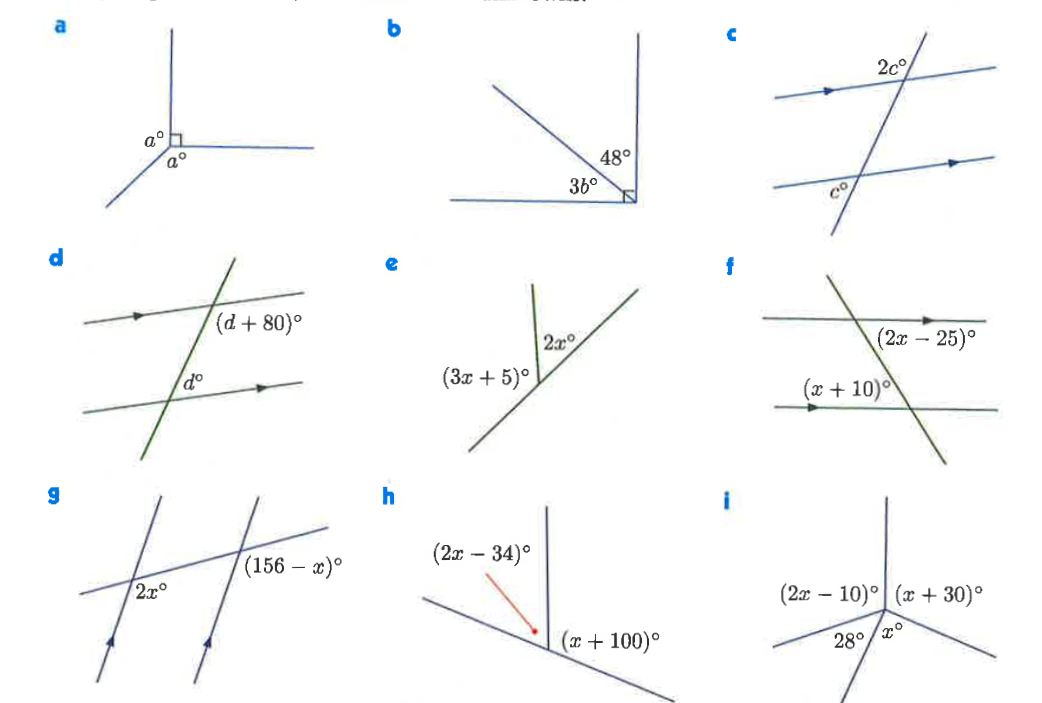 a
b
c
a°
a°
48°
3b°
2c°
c°
d
e
f
(d + 80)°
d°
2x°
(3x + 5)°
(2x − 25)°
(x + 10)°
g
h
i
2x°
(156 − x)°
(2x − 34)°
(x + 100)°
(2x − 10)°
(x + 30)°
28°
x°